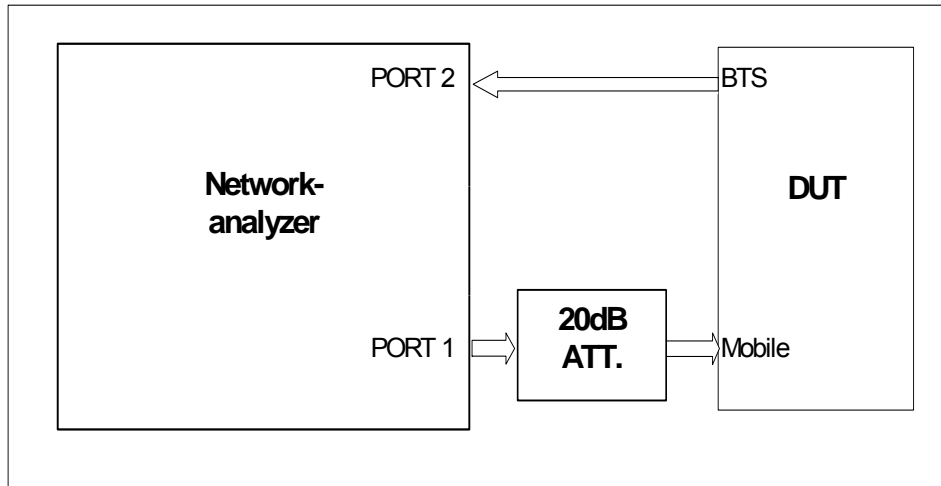 PORT 2
BTS
Network-
analyzer
DUT
PORT 1
20dB
ATT.
Mobile